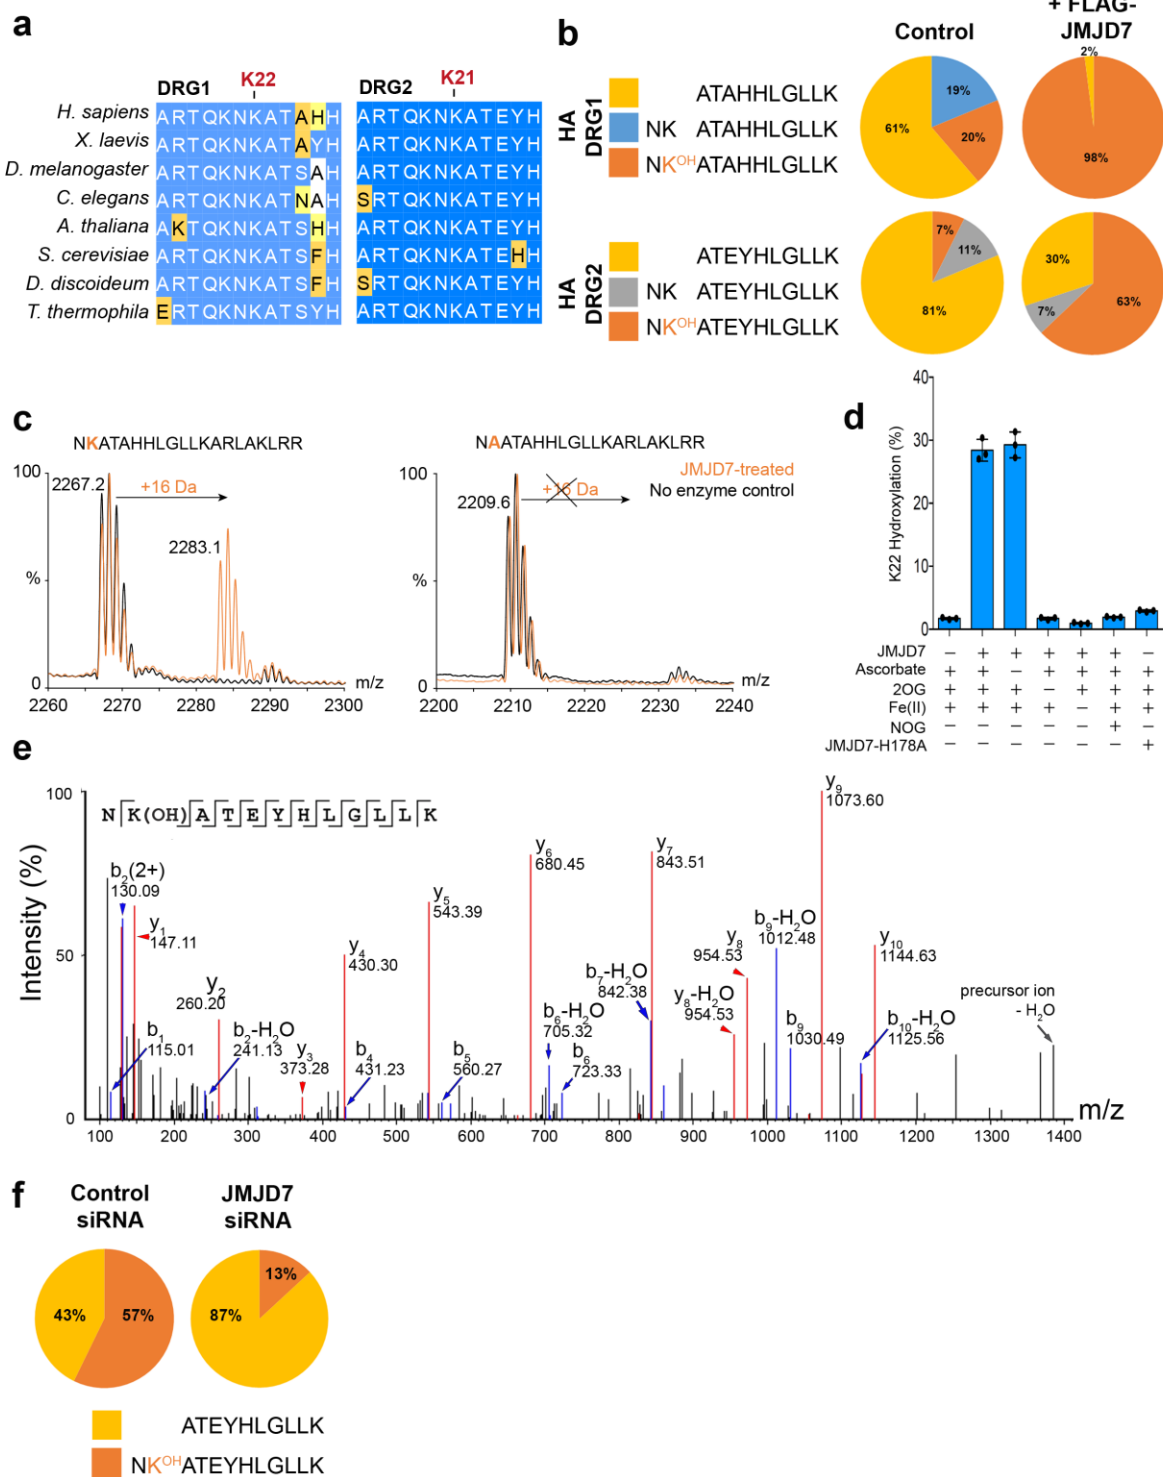 a
DRG1
K22
DRG2
K21
H. sapiens ARTQKNKATAHH ARTQKNKATEYH
X. laevis ARTQKNKATAYH ARTQKNKATEYH
D. melanogaster ARTQKNKATSAH ARTQKNKATEYH
C. elegans ARTQKNKATNAH SRTQKNKATEYH
A. thaliana AKTQKNKATSHH ARTQKNKATEYH
S. cerevisiae ARTQKNKATSFH ARTQKNKATEHH
D. discoideum ARTQKNKATSFH SRTQKNKATEYH
T. thermophila ERTQKNKATSYH ARTQKNKATEYH
b
Control
+ FLAG-
JMJD7
HA
DRG1
ATAHHLGLLK
NK ATAHHLGLLK
NKOH ATAHHLGLLK
19%
20%
61%
2%
98%
HA
DRG2
ATEYHLGLLK
NK ATEYHLGLLK
NKOH ATEYHLGLLK
7%
11%
81%
30%
7%
63%
c
NKATAHHLGLLKARLAKLRR
100
%
0
2267.2
+16 Da
2283.1
2260 2270 2280 2290 2300
m/z
NAATAHHLGLLKARLAKLRR
JMJD7-treated
No enzyme control
100
%
0
2209.6
+16 Da
2200 2210 2220 2230 2240
m/z
d
K22 Hydroxylation (%)
40
30
20
10
0
JMJD7 − + + + + + −
Ascorbate + + − + + + +
2OG + + + − + + +
Fe(II) + + + + − + +
NOG − − − − − + −
JMJD7-H178A − − − − − − +
e
Intensity (%)
100
50
0
N K(OH) A T E Y H L G L L K
b2(2+)
130.09
y1
147.11
b1
115.01
y2
260.20
b2-H2O
241.13
y3
373.28
y4
430.30
b4
431.23
y5
543.39
b5
560.27
y6
680.45
b6-H2O
705.32
b6
723.33
b7-H2O
842.38
y7
843.51
y8
954.53
y8-H2O
954.53
b9-H2O
1012.48
b9
1030.49
y9
1073.60
y10
1144.63
b10-H2O
1125.56
precursor ion
- H2O
100 200 300 400 500 600 700 800 900 1000 1100 1200 1300 1400
m/z
f
Control
siRNA
JMJD7
siRNA
43%
57%
13%
87%
ATEYHLGLLK
NKOHATEYHLGLLK